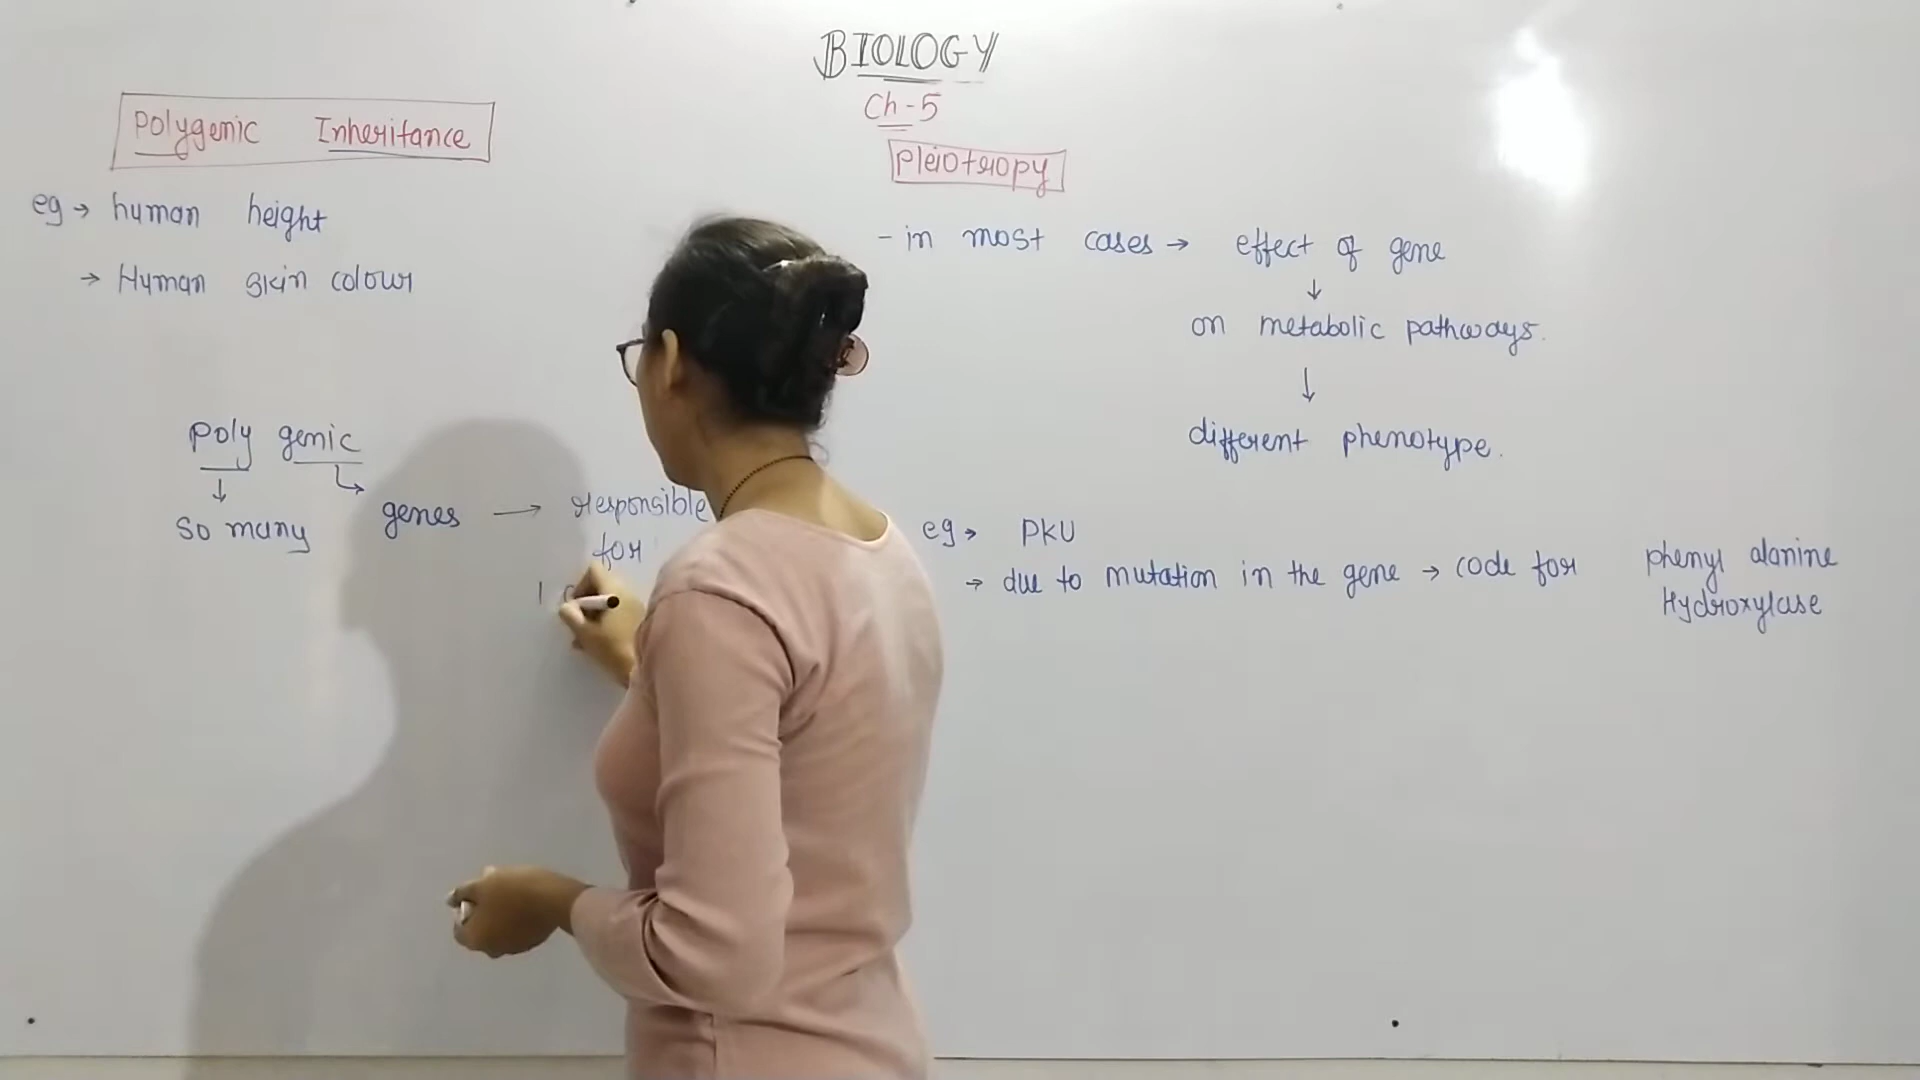 BIOLOGY
Ch-5
Polygenic Inheritance
eg → human height
→ Human skin colour
Poly genic
↓
so many genes → responsible
for
1
Pleiotropy
- in most cases → effect of gene
↓
on metabolic pathways.
↓
different phenotype.
eg → PKU
→ due to mutation in the gene → code for phenyl alanine
Hydroxylase